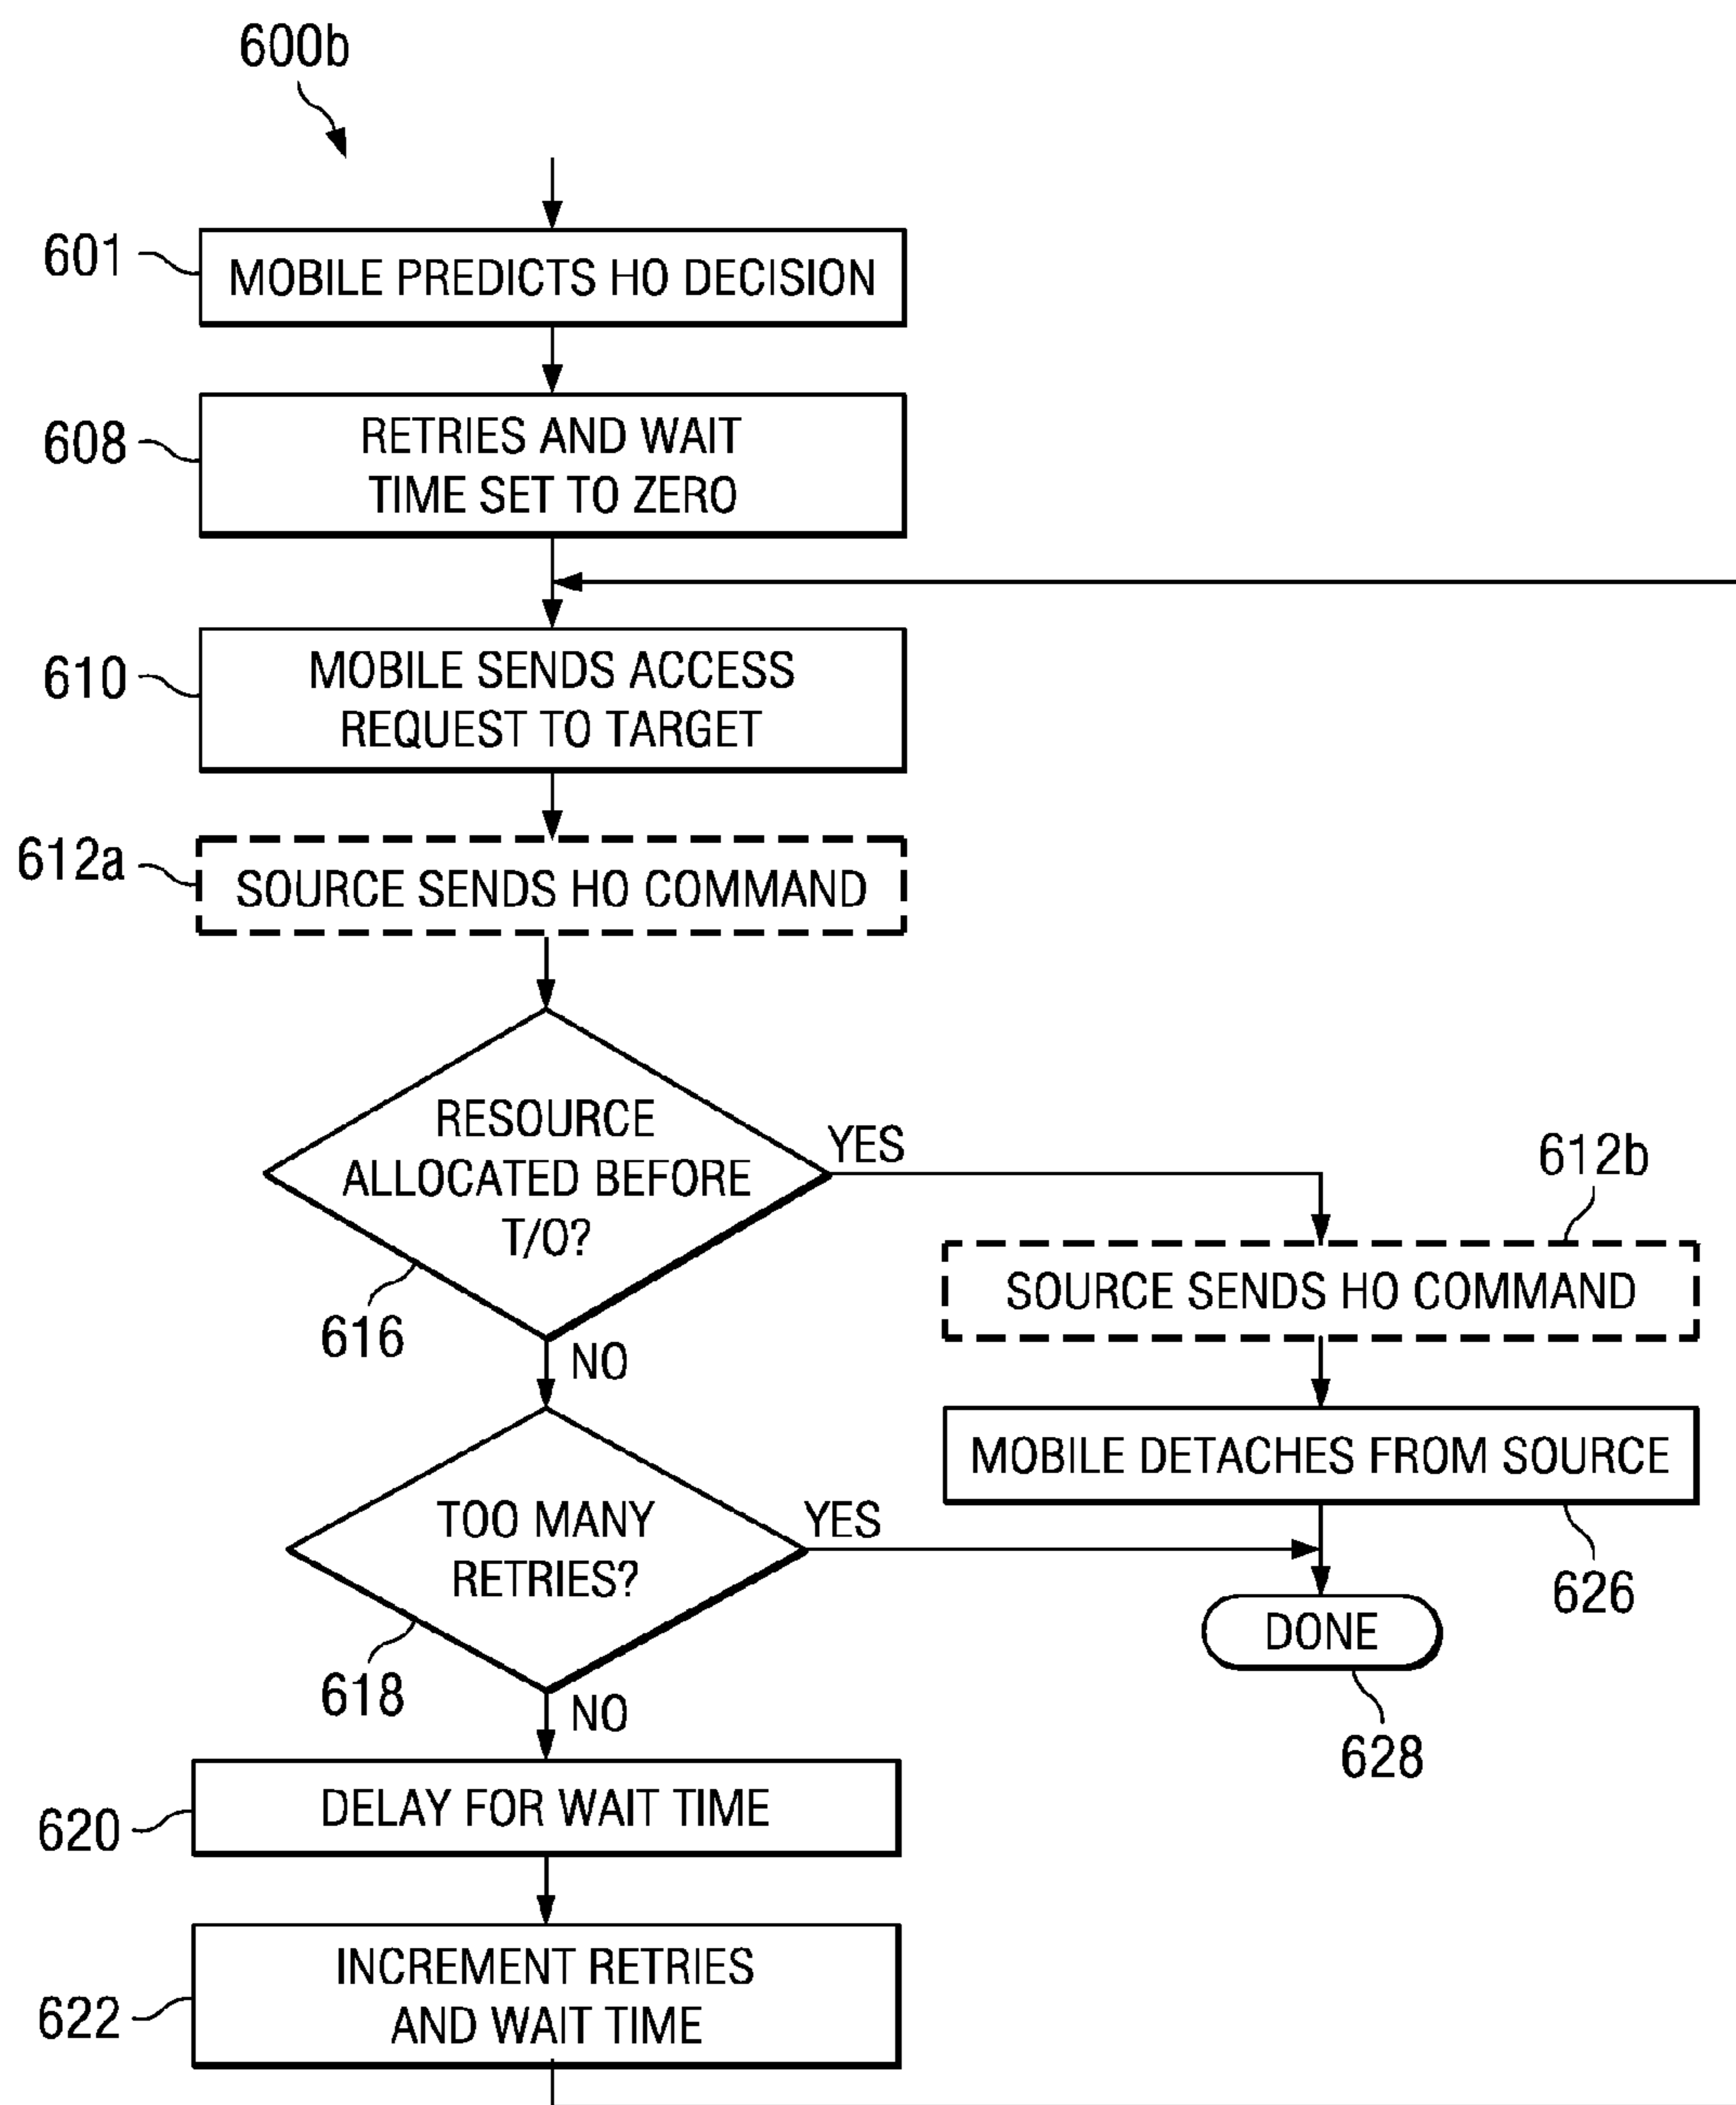 600b
601
MOBILE PREDICTS HO DECISION
608
RETRIES AND WAIT
TIME SET TO ZERO
610
MOBILE SENDS ACCESS
REQUEST TO TARGET
612a
SOURCE SENDS HO COMMAND
RESOURCE
ALLOCATED BEFORE
T/O?
YES
616
NO
612b
SOURCE SENDS HO COMMAND
MOBILE DETACHES FROM SOURCE
626
TOO MANY
RETRIES?
YES
618
NO
DONE
628
620
DELAY FOR WAIT TIME
622
INCREMENT RETRIES
AND WAIT TIME